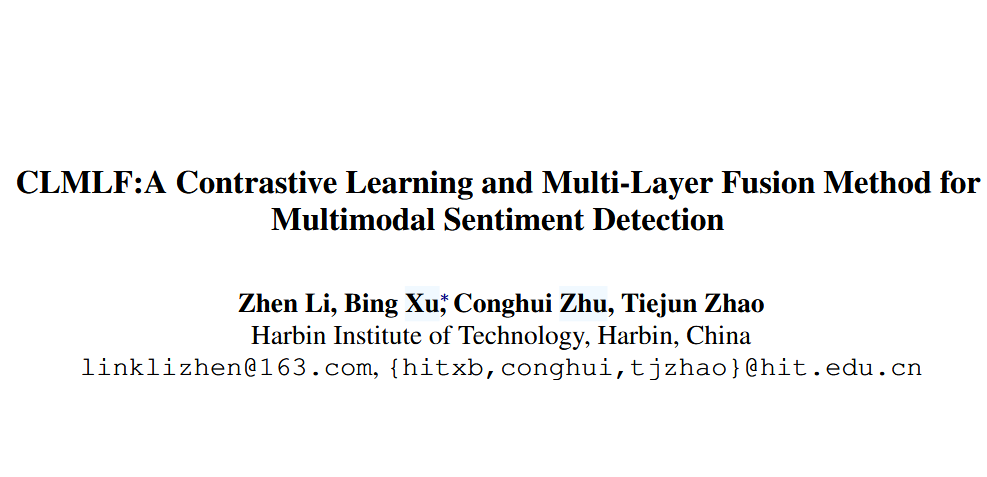 CLMLF:A Contrastive Learning and Multi-Layer Fusion Method for
Multimodal Sentiment Detection
Zhen Li, Bing Xu,* Conghui Zhu, Tiejun Zhao
Harbin Institute of Technology, Harbin, China
linklizhen@163.com, {hitxb,conghui,tjzhao}@hit.edu.cn